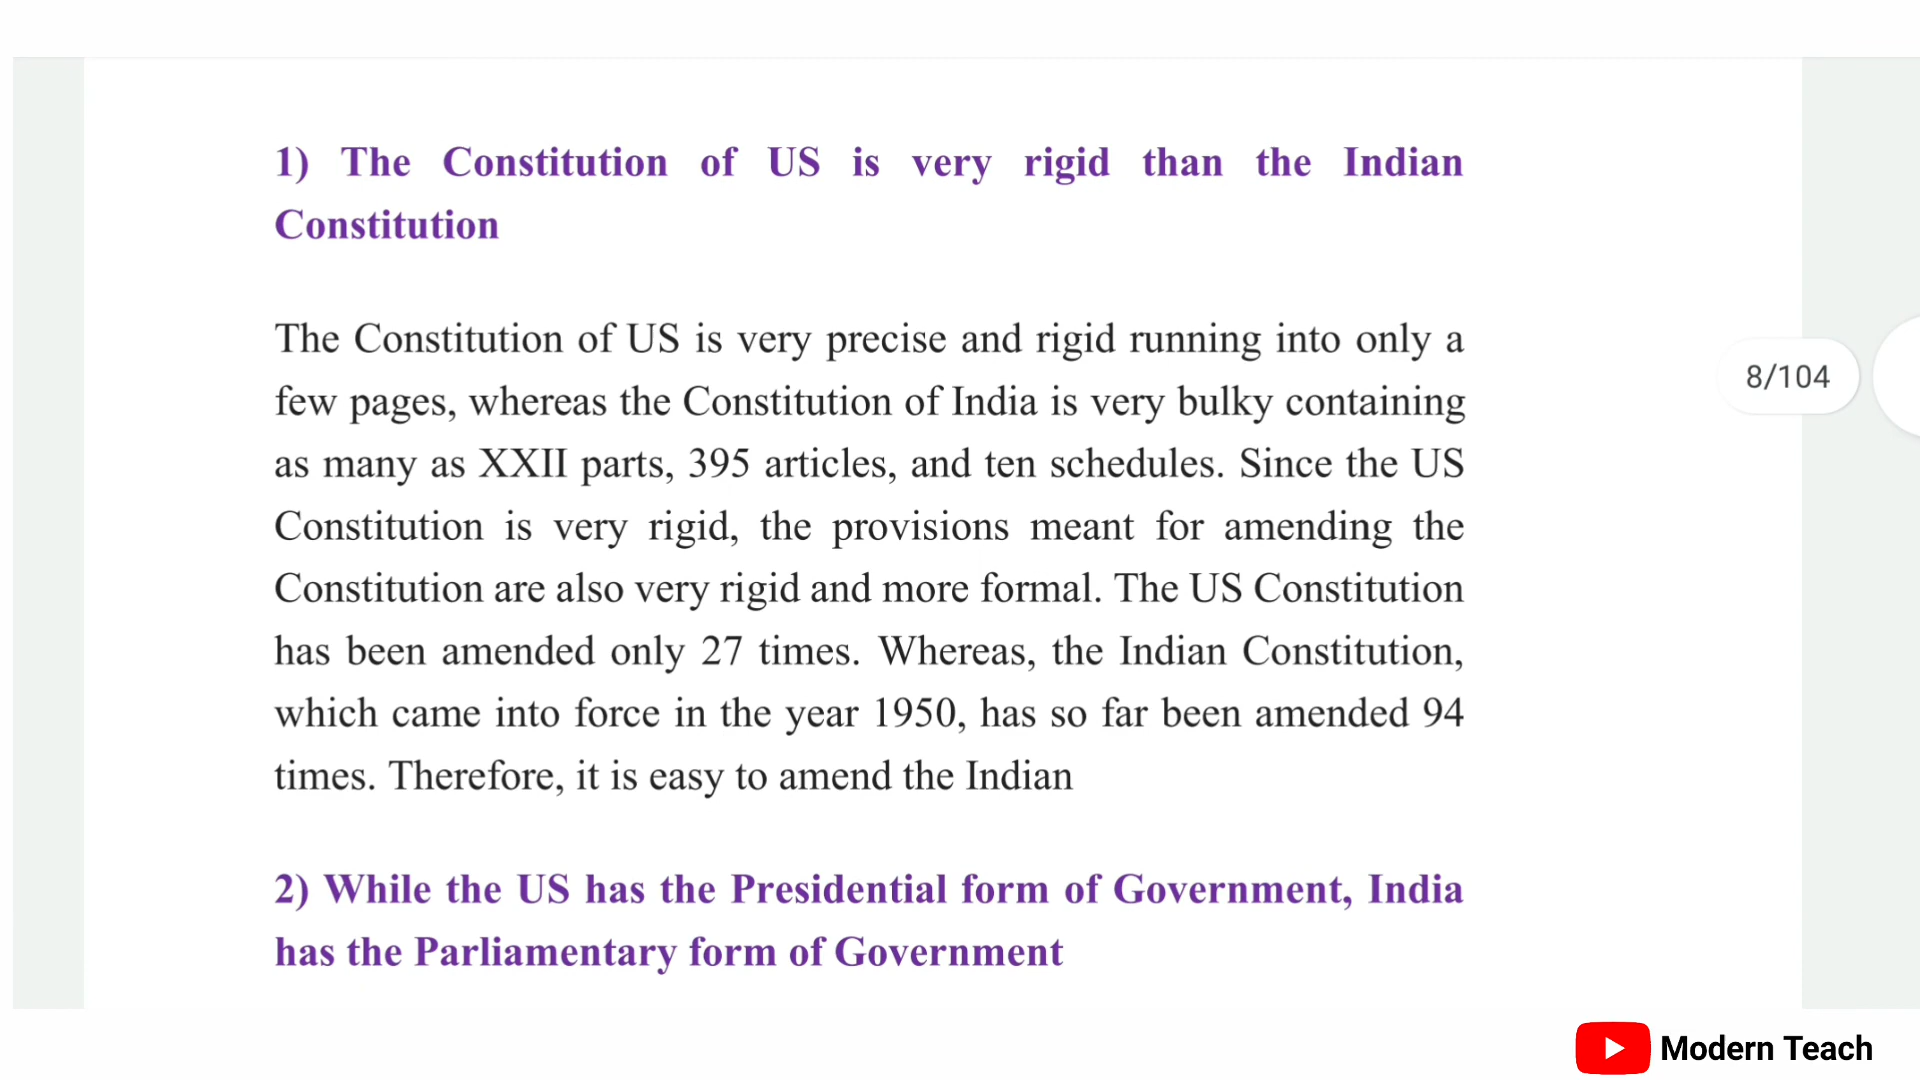 1) The Constitution of US is very rigid than the Indian
Constitution
The Constitution of US is very precise and rigid running into only a
few pages, whereas the Constitution of India is very bulky containing
as many as XXII parts, 395 articles, and ten schedules. Since the US
Constitution is very rigid, the provisions meant for amending the
Constitution are also very rigid and more formal. The US Constitution
has been amended only 27 times. Whereas, the Indian Constitution,
which came into force in the year 1950, has so far been amended 94
times. Therefore, it is easy to amend the Indian
2) While the US has the Presidential form of Government, India
has the Parliamentary form of Government
8/104
Modern Teach